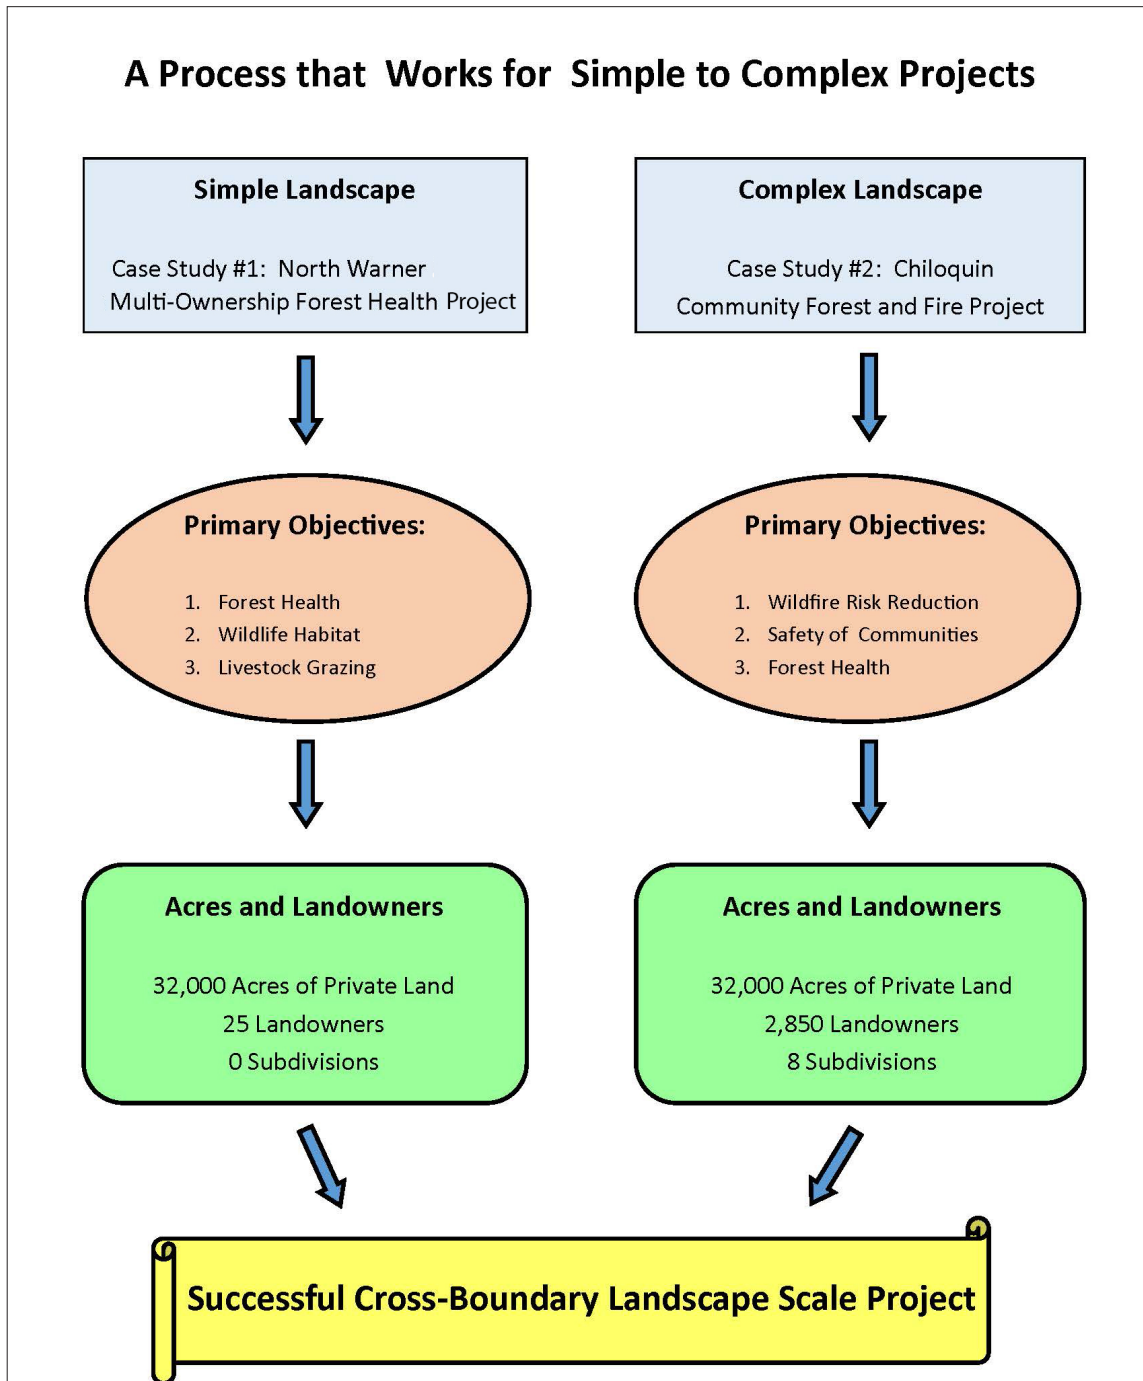 A Process that Works for Simple to Complex Projects
Simple Landscape
Case Study #1: North Warner
Multi-Ownership Forest Health Project
Primary Objectives:
1. Forest Health
2. Wildlife Habitat
3. Livestock Grazing
Acres and Landowners
32,000 Acres of Private Land
25 Landowners
0 Subdivisions
Complex Landscape
Case Study #2: Chiloquin
Community Forest and Fire Project
Primary Objectives:
1. Wildfire Risk Reduction
2. Safety of Communities
3. Forest Health
Acres and Landowners
32,000 Acres of Private Land
2,850 Landowners
8 Subdivisions
Successful Cross-Boundary Landscape Scale Project